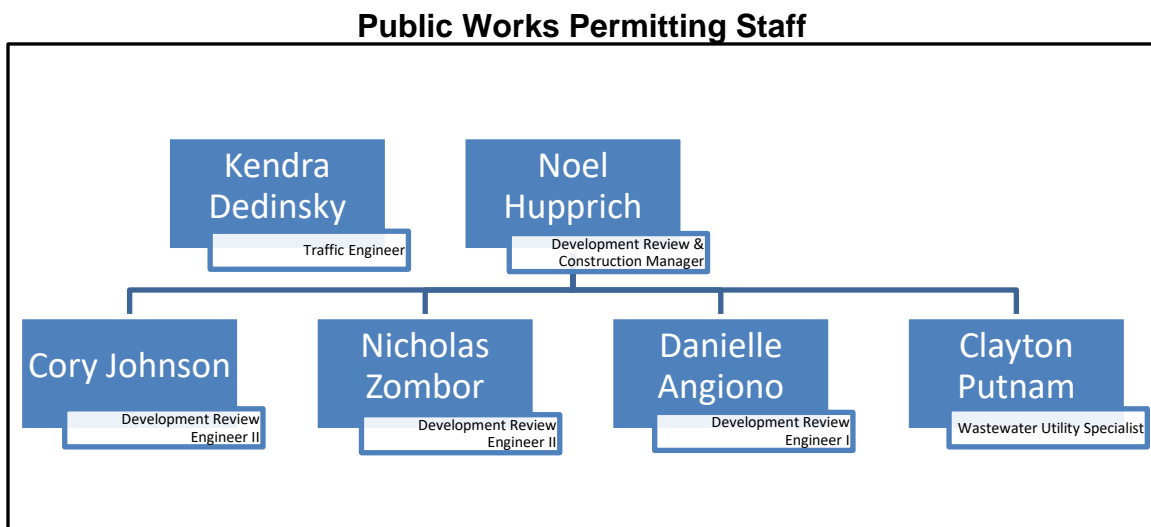 Public Works Permitting Staff
Kendra
Dedinsky
Traffic Engineer
Noel
Hupprich
Development Review &
Construction Manager
Cory Johnson
Development Review
Engineer II
Nicholas
Zombor
Development Review
Engineer II
Danielle
Angiono
Development Review
Engineer I
Clayton
Putnam
Wastewater Utility Specialist